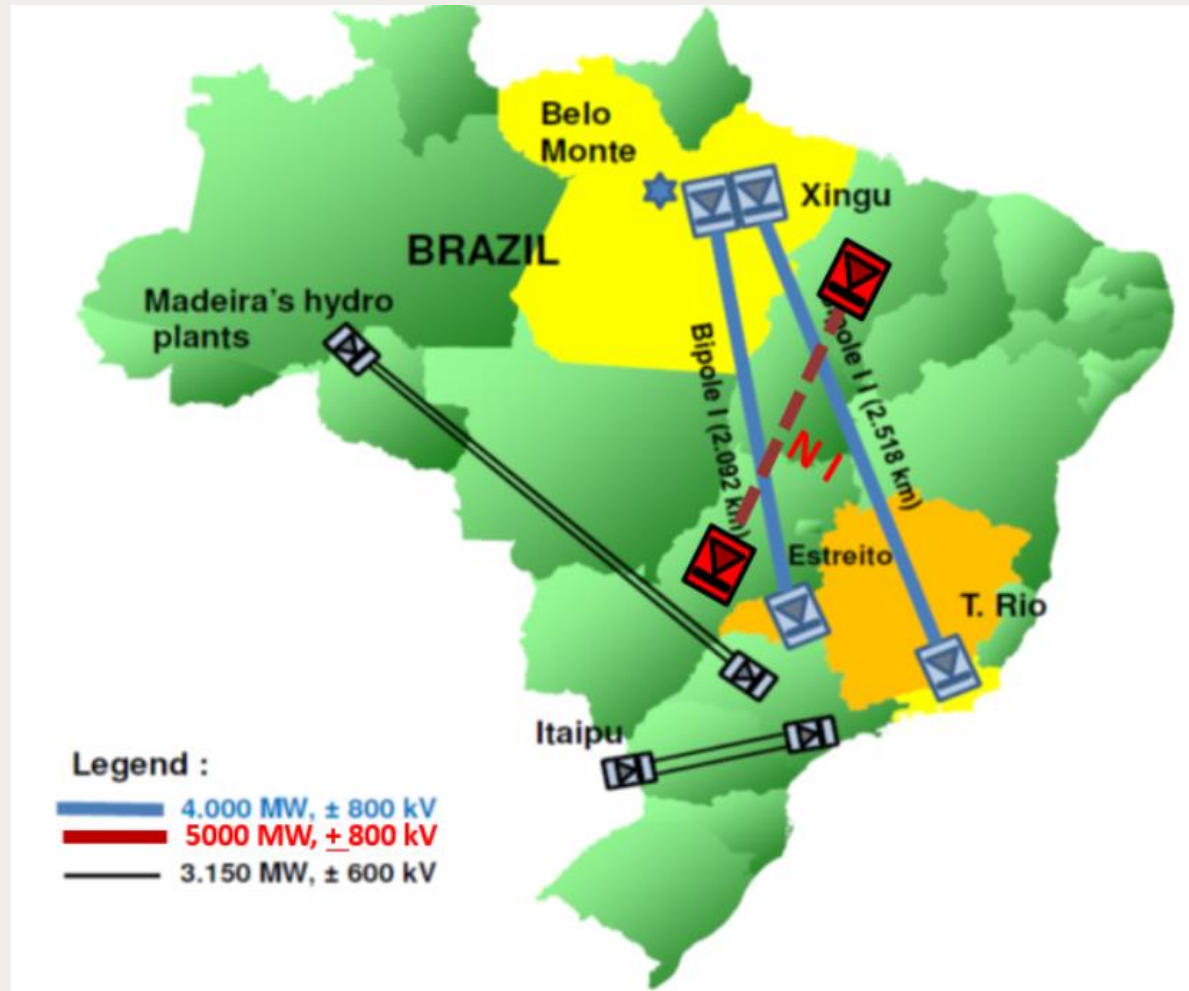 Belo
Monte
Xingu
BRAZIL
Madeira's hydro
plants
Bipole I (2.092 km)
Bipole I I (2.518 km)
N I
Estreito
T. Rio
Itaipu
Legend :
4.000 MW, ± 800 kV
5000 MW, ± 800 kV
3.150 MW, ± 600 kV